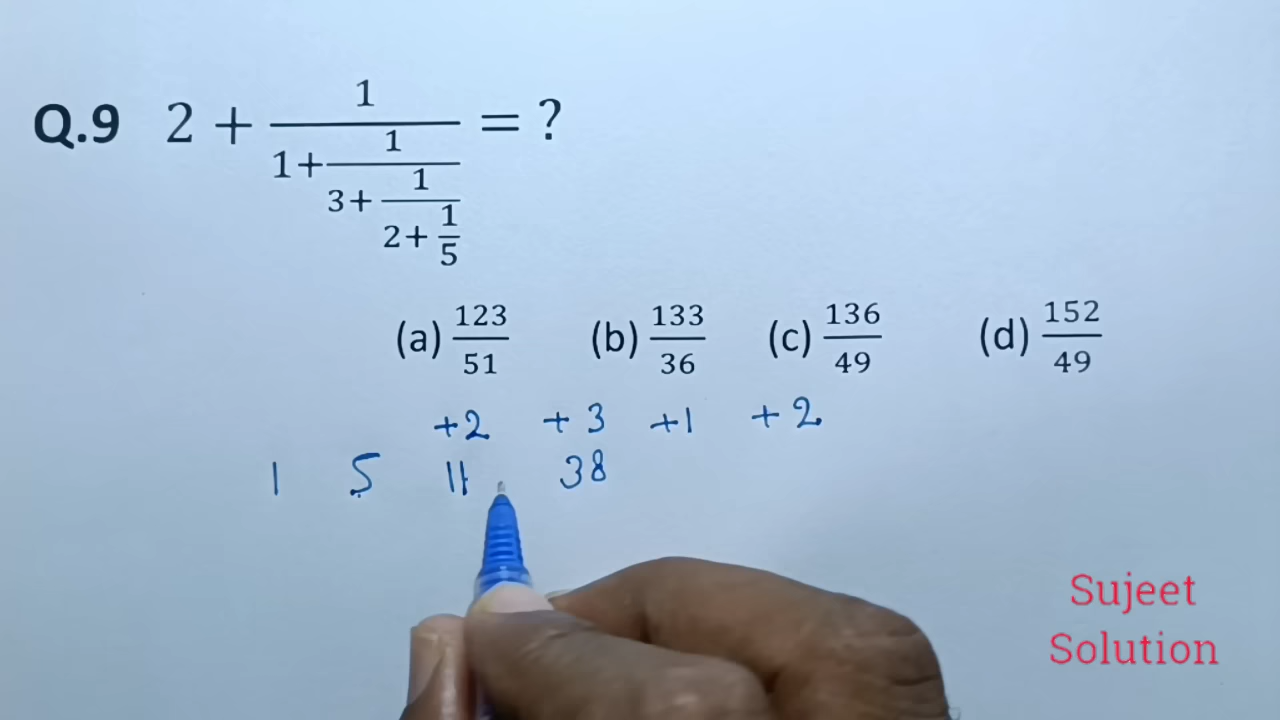 Q.9 2 + 1 = ?
1+ 1
3+ 1
2+ 1
5
(a) 123/51 (b) 133/36 (c) 136/49 (d) 152/49
+2 +3 +1 +2
1 5 11 38
Sujeet
Solution